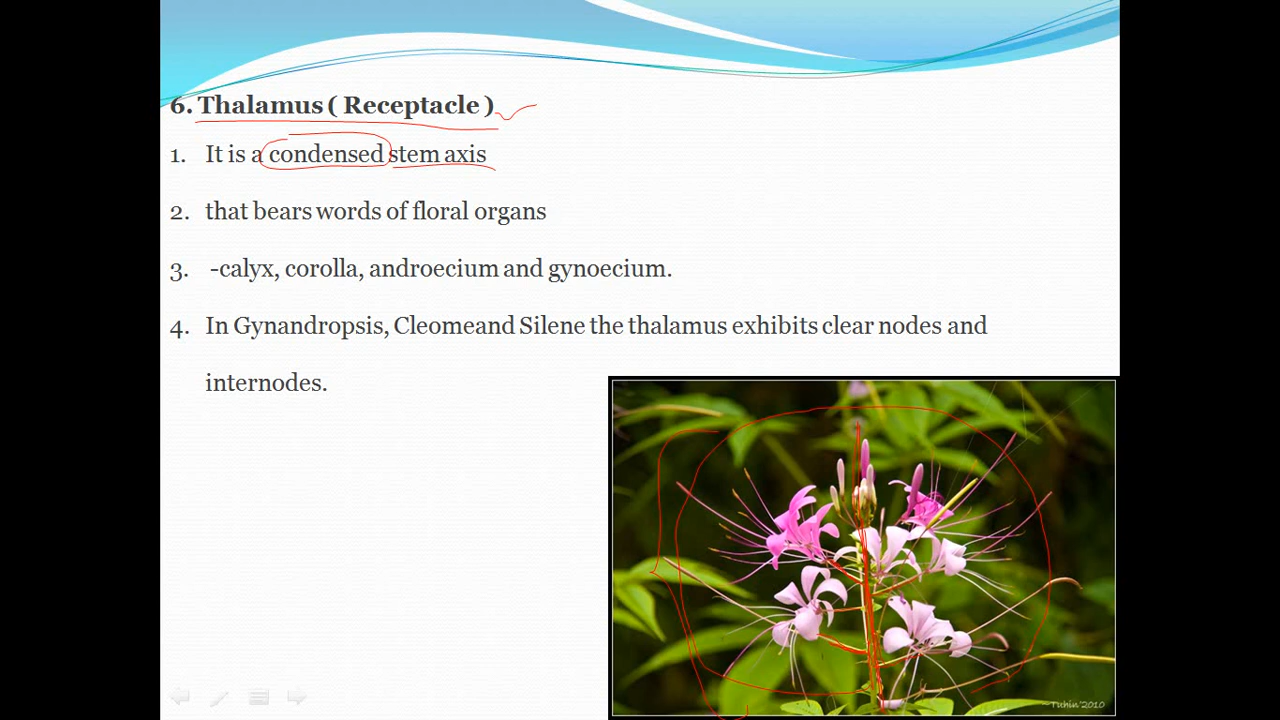 6. Thalamus ( Receptacle )
1. It is a condensed stem axis
2. that bears words of floral organs
3. -calyx, corolla, androecium and gynoecium.
4. In Gynandropsis, Cleomeand Silene the thalamus exhibits clear nodes and
internodes.
~Tuhin'2010